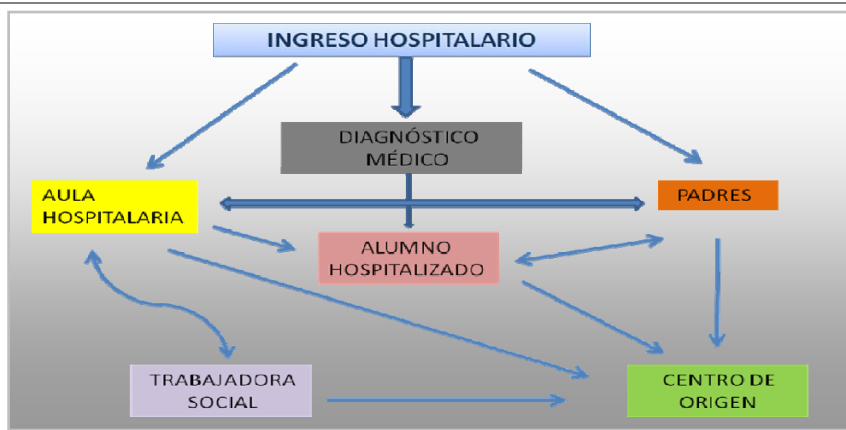 INGRESO HOSPITALARIO
DIAGNÓSTICO
MÉDICO
AULA
HOSPITALARIA
PADRES
ALUMNO
HOSPITALIZADO
TRABAJADORA
SOCIAL
CENTRO DE
ORIGEN